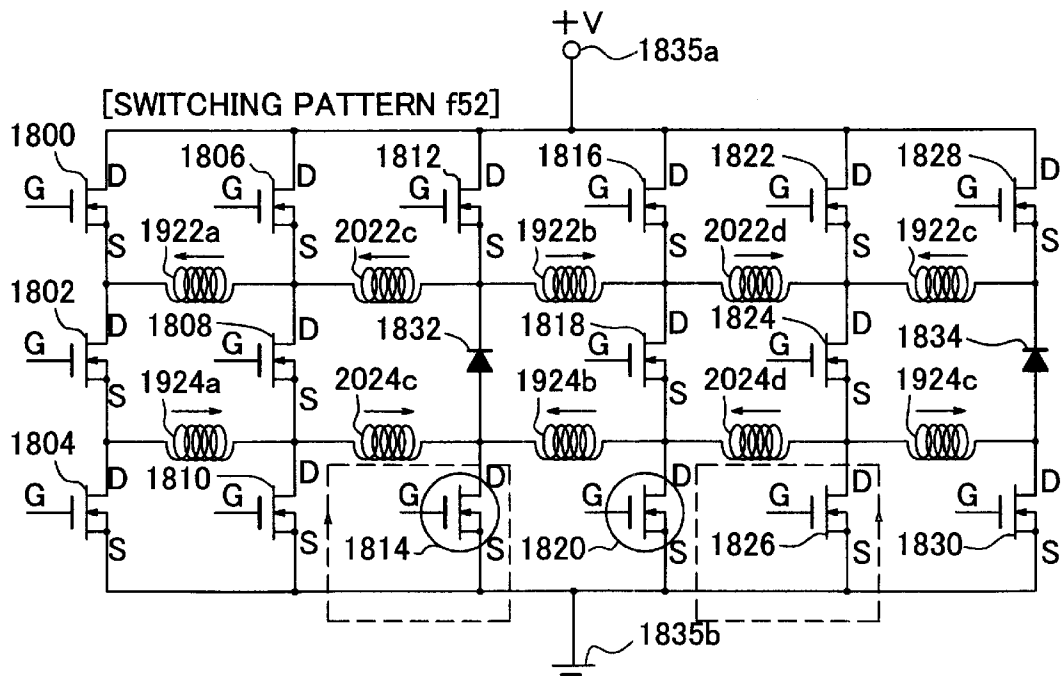 +V
1835a
[SWITCHING PATTERN f52]
1800 1806 1812 1816 1822 1828
G D G D G D G D G D G D
S S S S S S
1922a 2022c 1922b 2022d 1922c
1802 1808 1832 1818 1824 1834
G D G D G D G D
S S S S
1924a 2024c 1924b 2024d 1924c
1804 1810
G D G D G D G D G D G D
S S S S S S
1814 1820 1826 1830
1835b